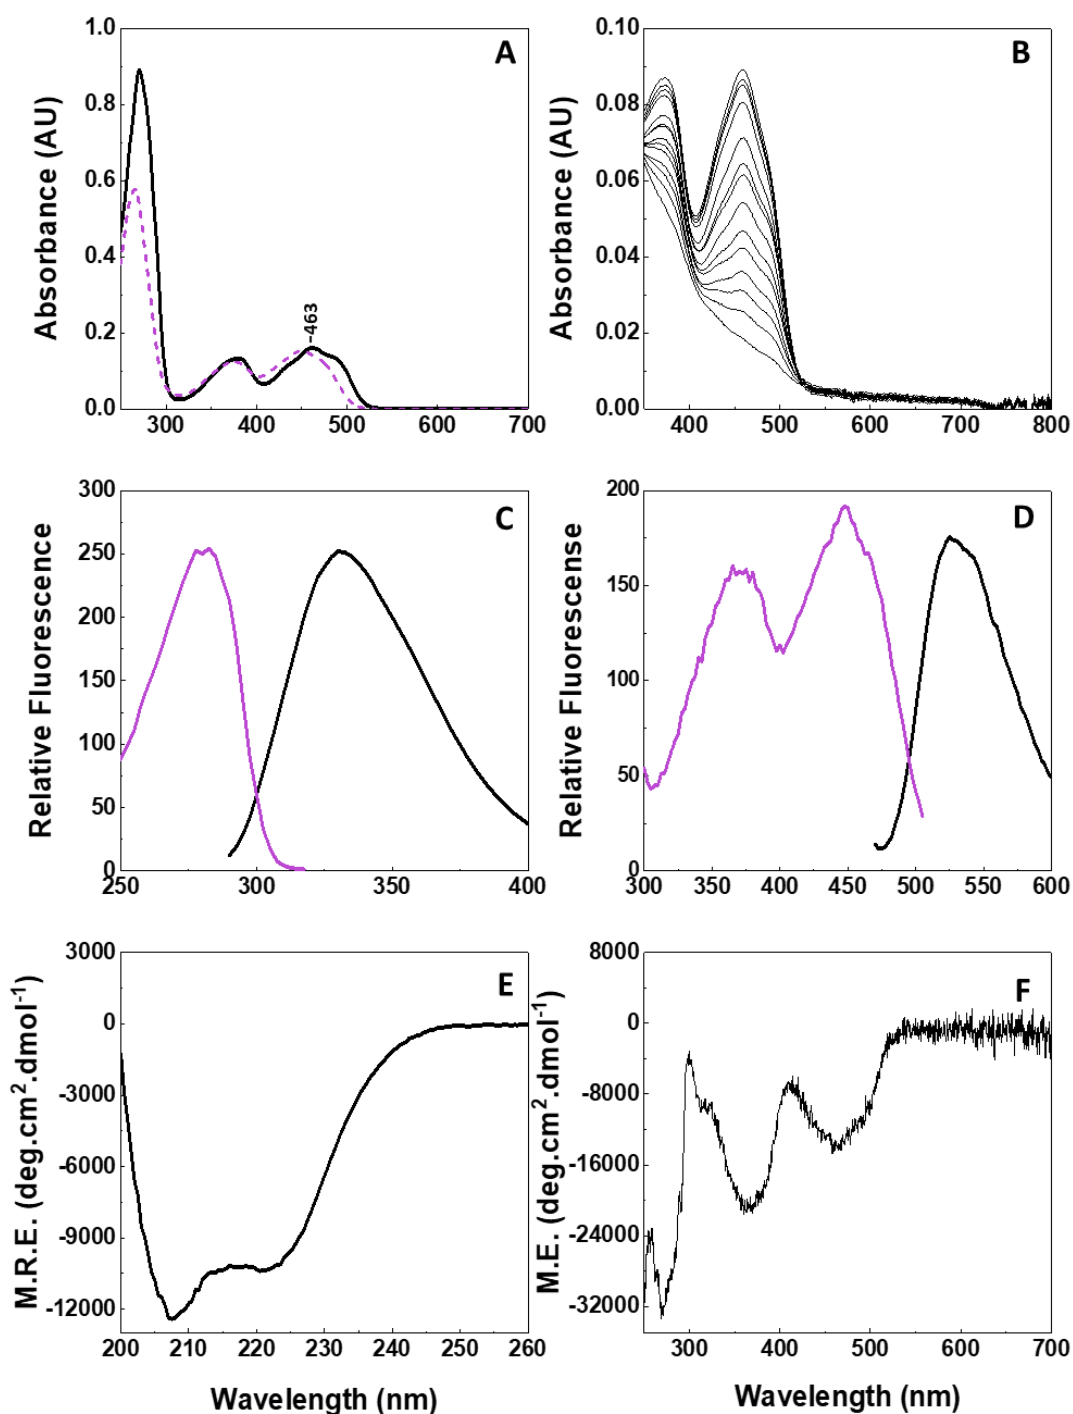 A
Absorbance (AU)
1.0
0.8
0.6
0.4
0.2
0.0
463
300 400 500 600 700
B
Absorbance (AU)
0.10
0.08
0.06
0.04
0.02
0.00
400 500 600 700 800
C
Relative Fluorescence
300
250
200
150
100
50
0
250 300 350 400
D
Relative Fluorescense
200
150
100
50
0
300 350 400 450 500 550 600
E
M.R.E. (deg.cm².dmol⁻¹)
3000
0
-3000
-6000
-9000
-12000
200 210 220 230 240 250 260
Wavelength (nm)
F
M.E. (deg.cm².dmol⁻¹)
8000
0
-8000
-16000
-24000
-32000
300 400 500 600 700
Wavelength (nm)